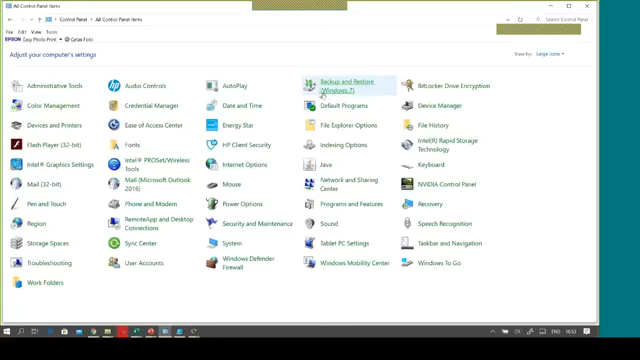 All Control Panel Items
Control Panel > All Control Panel Items
Search Control Panel
File Edit View Tools
EPSON Easy Photo Print
Adjust your computer's settings
View by: Large icons
Administrative Tools
Audio Controls
AutoPlay
Backup and Restore
(Windows 7)
BitLocker Drive Encryption
Color Management
Credential Manager
Date and Time
Default Programs
Device Manager
Devices and Printers
Ease of Access Center
Energy Star
File Explorer Options
File History
Flash Player (32-bit)
Fonts
HP Client Security
Indexing Options
Intel(R) Rapid Storage
Technology
Intel® Graphics Settings
Intel® PROSet/Wireless
Tools
Internet Options
Java
Keyboard
Mail (32-bit)
Mail (Microsoft Outlook
2016)
Mouse
Network and Sharing
Center
NVIDIA Control Panel
Pen and Touch
Phone and Modem
Power Options
Programs and Features
Recovery
Region
RemoteApp and Desktop
Connections
Security and Maintenance
Sound
Speech Recognition
Storage Spaces
Sync Center
System
Tablet PC Settings
Taskbar and Navigation
Troubleshooting
User Accounts
Windows Defender
Firewall
Windows Mobility Center
Windows To Go
Work Folders
ENG